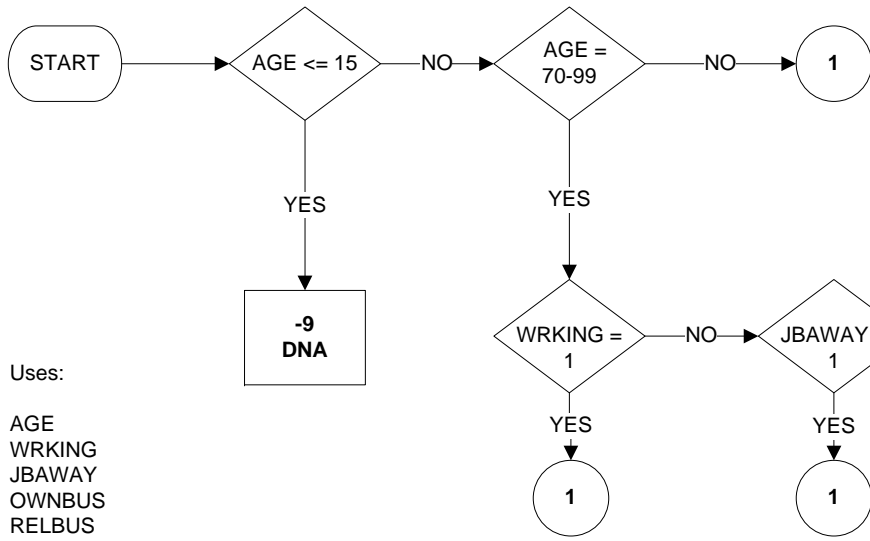 START
AGE <= 15
NO
AGE =
70-99
NO
1
YES
YES
-9
DNA
WRKING =
1
NO
JBAWAY
1
Uses:
YES
YES
AGE
WRKING
JBAWAY
OWNBUS
RELBUS
1
1